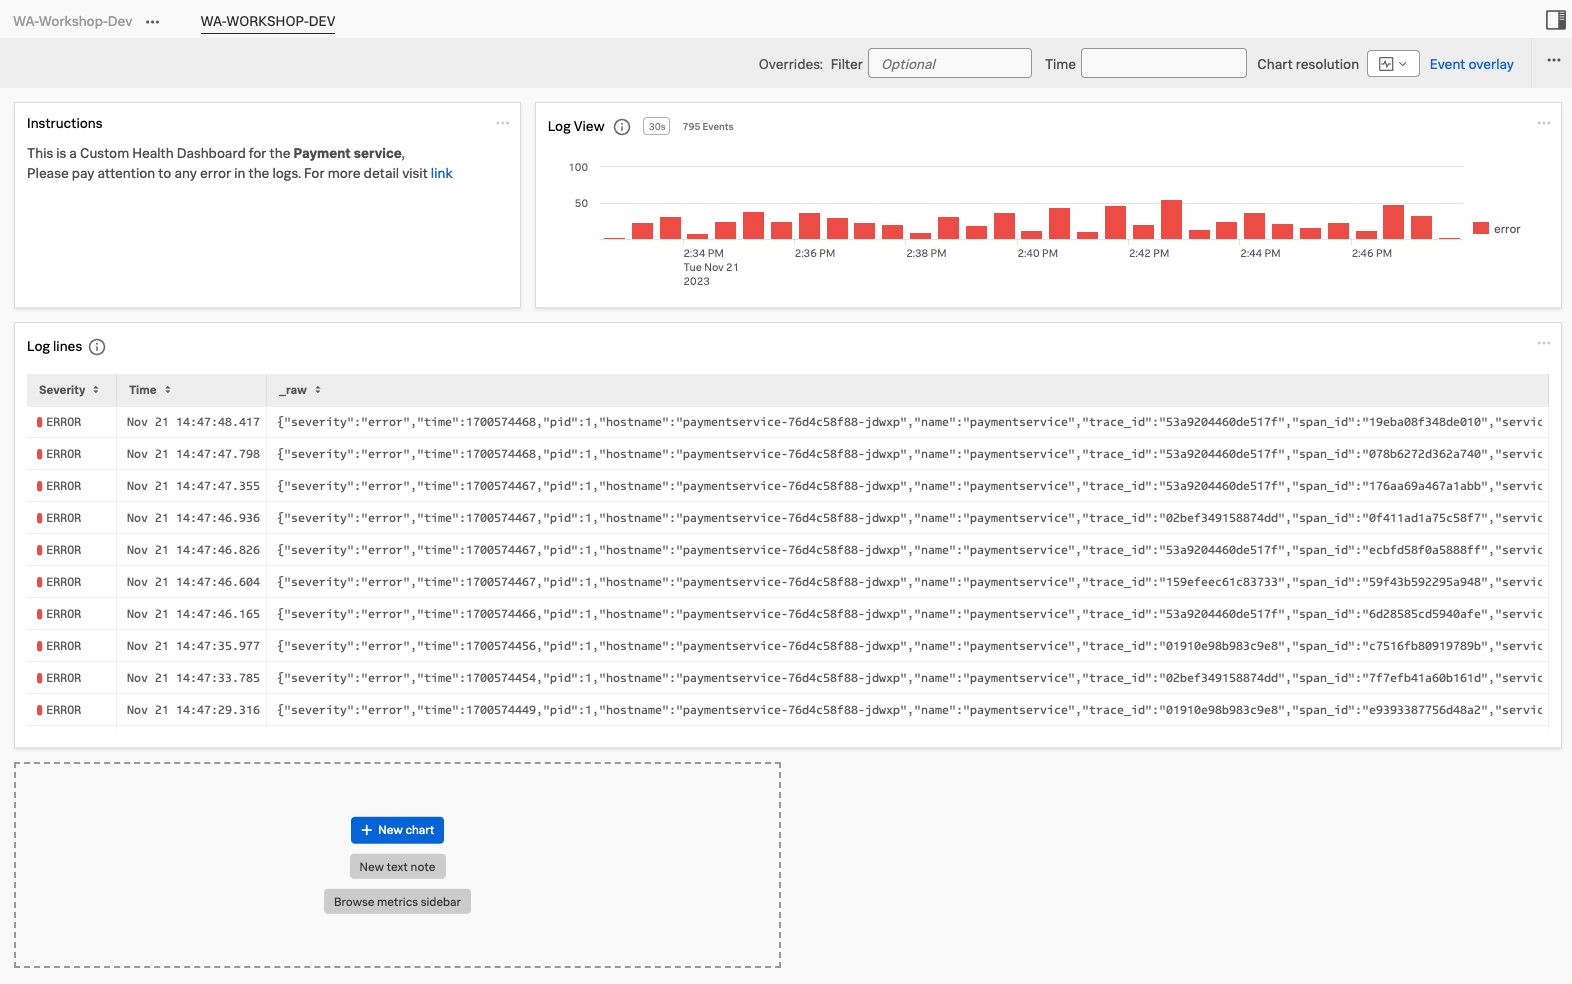 WA-Workshop-Dev ••• WA-WORKSHOP-DEV
Overrides: Filter Optional Time Chart resolution Event overlay •••
Instructions
This is a Custom Health Dashboard for the Payment service,
Please pay attention to any error in the logs. For more detail visit link
Log View 30s 795 Events
100
50
2:34 PM 2:36 PM 2:38 PM 2:40 PM 2:42 PM 2:44 PM 2:46 PM
Tue Nov 21
2023
error
Log lines
Severity Time _raw
ERROR Nov 21 14:47:48.417 {"severity":"error","time":1700574468,"pid":1,"hostname":"paymentservice-76d4c58f88-jdwxp","name":"paymentservice","trace_id":"53a9204460de517f","span_id":"19eba08f348de010","servic
ERROR Nov 21 14:47:47.798 {"severity":"error","time":1700574468,"pid":1,"hostname":"paymentservice-76d4c58f88-jdwxp","name":"paymentservice","trace_id":"53a9204460de517f","span_id":"078b6272d362a740","servic
ERROR Nov 21 14:47:47.355 {"severity":"error","time":1700574467,"pid":1,"hostname":"paymentservice-76d4c58f88-jdwxp","name":"paymentservice","trace_id":"53a9204460de517f","span_id":"176aa69a467a1abb","servic
ERROR Nov 21 14:47:46.936 {"severity":"error","time":1700574467,"pid":1,"hostname":"paymentservice-76d4c58f88-jdwxp","name":"paymentservice","trace_id":"02bef349158874dd","span_id":"0f411ad1a75c58f7","servic
ERROR Nov 21 14:47:46.826 {"severity":"error","time":1700574467,"pid":1,"hostname":"paymentservice-76d4c58f88-jdwxp","name":"paymentservice","trace_id":"53a9204460de517f","span_id":"ecbfd58f0a5888ff","servic
ERROR Nov 21 14:47:46.604 {"severity":"error","time":1700574467,"pid":1,"hostname":"paymentservice-76d4c58f88-jdwxp","name":"paymentservice","trace_id":"159efeec61c83733","span_id":"59f43b592295a948","servic
ERROR Nov 21 14:47:46.165 {"severity":"error","time":1700574466,"pid":1,"hostname":"paymentservice-76d4c58f88-jdwxp","name":"paymentservice","trace_id":"53a9204460de517f","span_id":"6d28585cd5940afe","servic
ERROR Nov 21 14:47:35.977 {"severity":"error","time":1700574456,"pid":1,"hostname":"paymentservice-76d4c58f88-jdwxp","name":"paymentservice","trace_id":"01910e98b983c9e8","span_id":"c7516fb80919789b","servic
ERROR Nov 21 14:47:33.785 {"severity":"error","time":1700574454,"pid":1,"hostname":"paymentservice-76d4c58f88-jdwxp","name":"paymentservice","trace_id":"02bef349158874dd","span_id":"7f7efb41a60b161d","servic
ERROR Nov 21 14:47:29.316 {"severity":"error","time":1700574449,"pid":1,"hostname":"paymentservice-76d4c58f88-jdwxp","name":"paymentservice","trace_id":"01910e98b983c9e8","span_id":"e9393387756d48a2","servic
+ New chart
New text note
Browse metrics sidebar